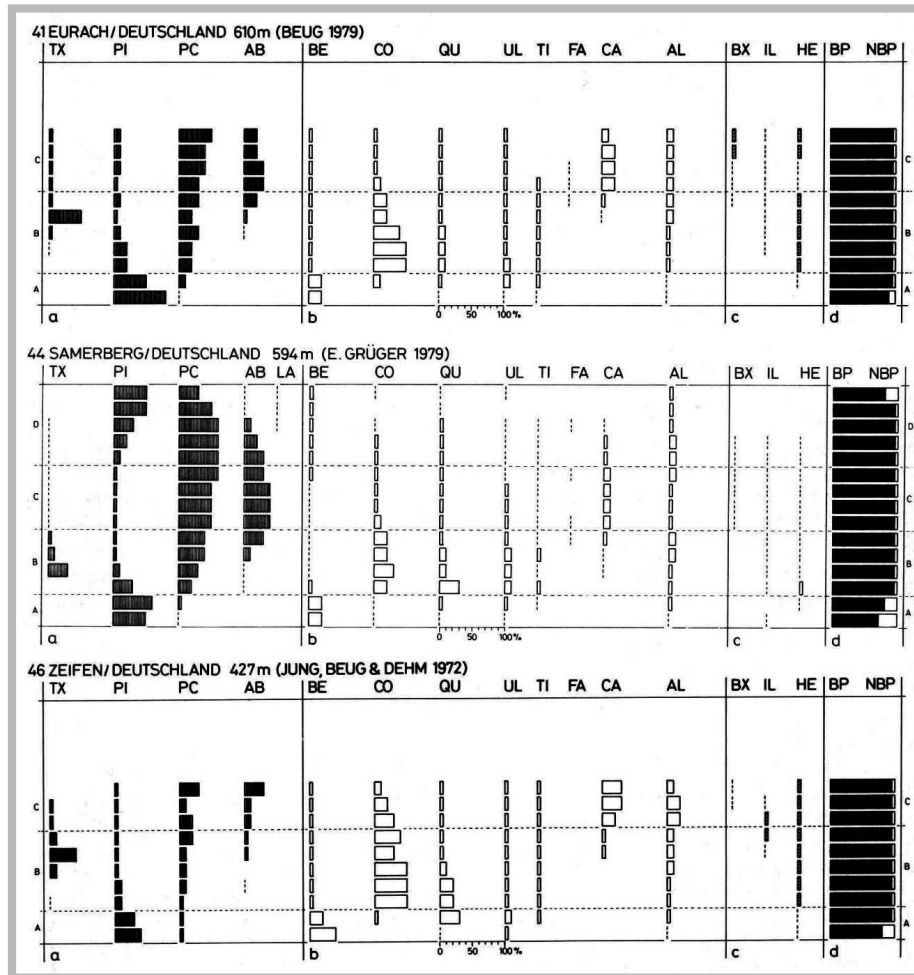 41 EURACH/DEUTSCHLAND 610m (BEUG 1979)
TX PI PC AB BE CO QU UL TI FA CA AL BX IL HE BP NBP
C C
B B
A A
0 50 100%
a b c d
44 SAMERBERG/DEUTSCHLAND 594m (E. GRÜGER 1979)
TX PI PC AB LA BE CO QU UL TI FA CA AL BX IL HE BP NBP
D D
C C
B B
A A
0 50 100%
a b c d
46 ZEIFEN/DEUTSCHLAND 427m (JUNG, BEUG & DEHM 1972)
TX PI PC AB BE CO QU UL TI FA CA AL BX IL HE BP NBP
C C
B B
A A
0 50 100%
a b c d